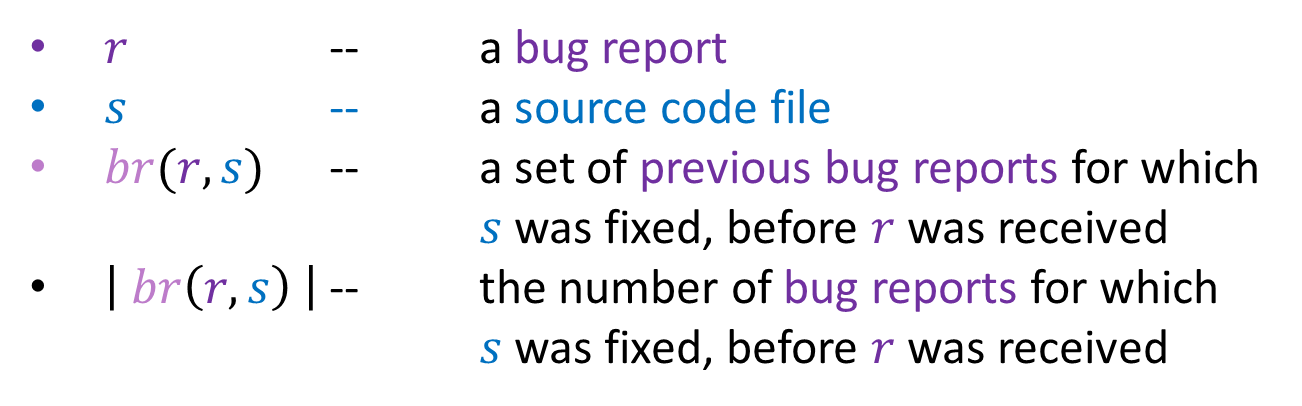 • r -- a bug report
• s -- a source code file
• br(r,s) -- a set of previous bug reports for which
s was fixed, before r was received
• |br(r,s)|-- the number of bug reports for which
s was fixed, before r was received